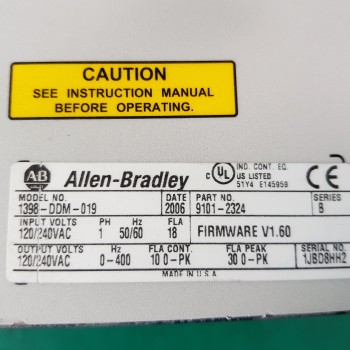 CAUTION
SEE INSTRUCTION MANUAL
BEFORE OPERATING.
AB Allen-Bradley c UL IND. CONT. EQ. US LISTED 51Y4 E145959 CE
MODEL NO. DATE PART NO. SERIES
1398-DDM-019 2006 9101-2324 B
INPUT VOLTS PH Hz FLA
120/240VAC 1 50/60 18 FIRMWARE V1.60
OUTPUT VOLTS FLA CONT. FLA PEAK SERIAL NO.
120/240VAC 0-400 10 0-PK 30 0-PK 1JBD8HH2
MADE IN U.S.A.